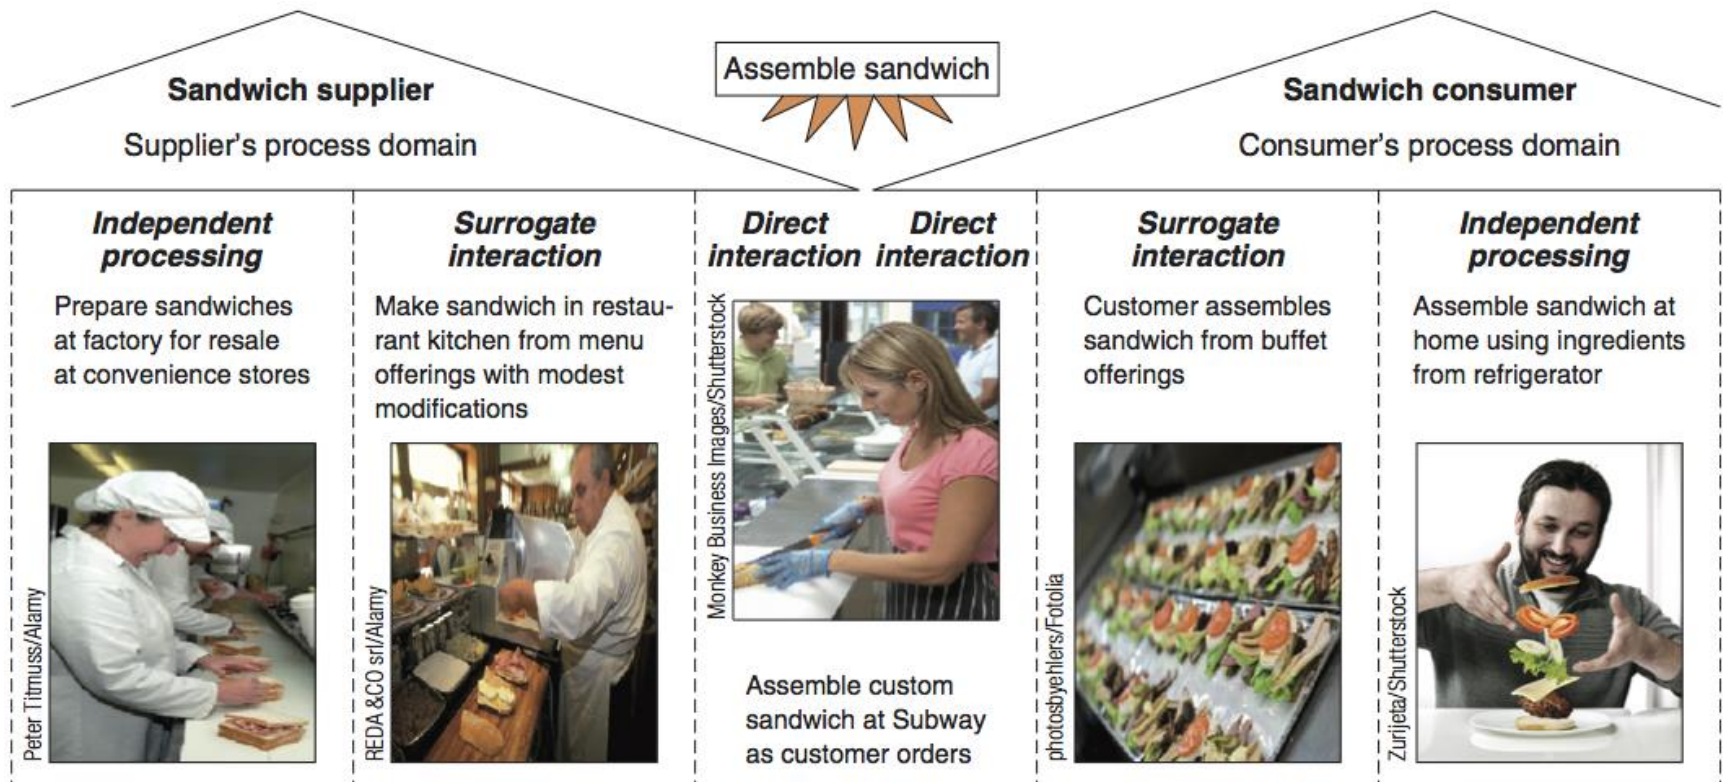 Assemble sandwich
Sandwich supplier
Supplier's process domain
Sandwich consumer
Consumer's process domain
Independent
processing
Prepare sandwiches
at factory for resale
at convenience stores
Peter Titmuss/Alamy
Surrogate
interaction
Make sandwich in restau-
rant kitchen from menu
offerings with modest
modifications
REDA &CO srl/Alamy
Direct
interaction
Direct
interaction
Monkey Business Images/Shutterstock
Assemble custom
sandwich at Subway
as customer orders
Surrogate
interaction
Customer assembles
sandwich from buffet
offerings
photosbyehlers/Fotolia
Independent
processing
Assemble sandwich at
home using ingredients
from refrigerator
Zurijeta/Shutterstock